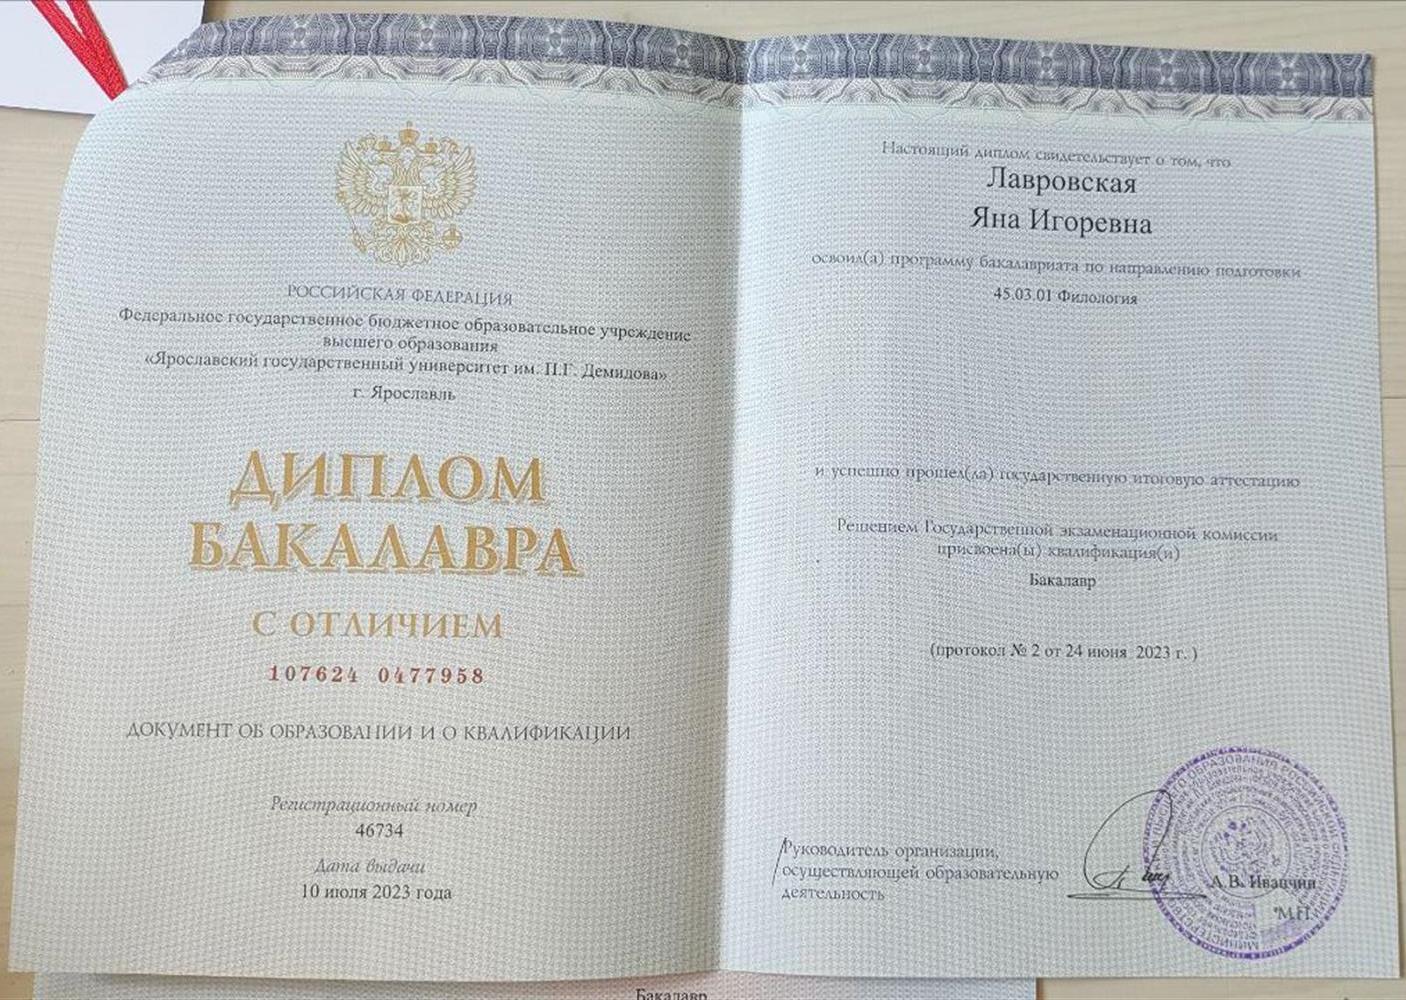 РОССИЙСКАЯ ФЕДЕРАЦИЯ
Федеральное государственное бюджетное образовательное учреждение
высшего образования
«Ярославский государственный университет им. П.Г. Демидова»
г. Ярославль
ДИПЛОМ
БАКАЛАВРА
С ОТЛИЧИЕМ
107624 0477958
ДОКУМЕНТ ОБ ОБРАЗОВАНИИ И О КВАЛИФИКАЦИИ
Регистрационный номер
46734
Дата выдачи
10 июля 2023 года
Настоящий диплом свидетельствует о том, что
Лавровская
Яна Игоревна
освоил(а) программу бакалавриата по направлению подготовки
45.03.01 Филология
и успешно прошел(ла) государственную итоговую аттестацию
Решением Государственной экзаменационной комиссии
присвоена(ы) квалификация(и)
Бакалавр
(протокол № 2 от 24 июня 2023 г. )
Руководитель организации,
осуществляющей образовательную
деятельность
А.В. Иванчин
М.П.
Бакалавр